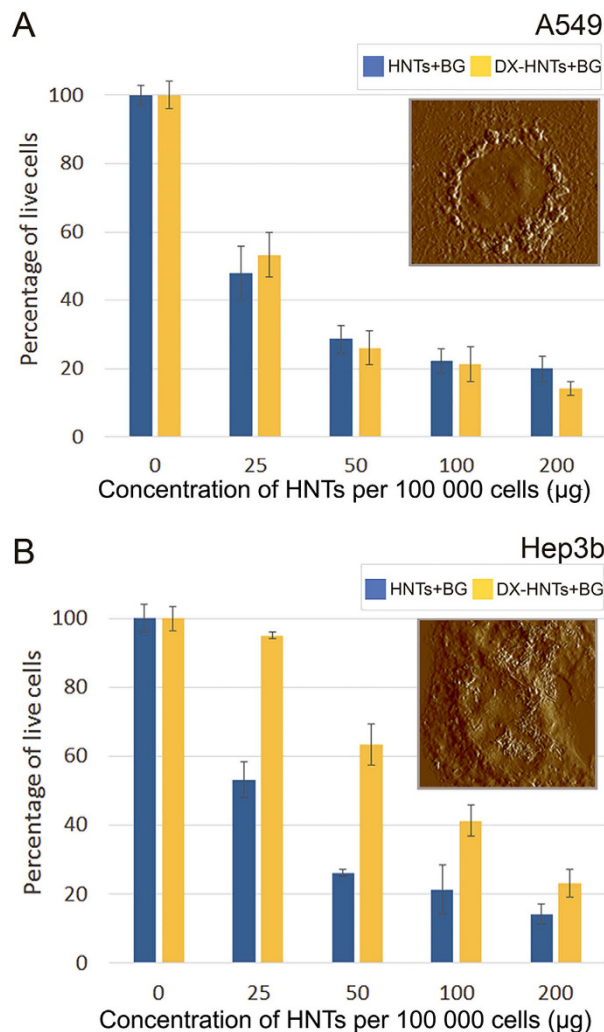 A
A549
HNTs+BG DX-HNTs+BG
Percentage of live cells
100
80
60
40
20
0
0 25 50 100 200
Concentration of HNTs per 100 000 cells (µg)
B
Hep3b
HNTs+BG DX-HNTs+BG
Percentage of live cells
100
80
60
40
20
0
0 25 50 100 200
Concentration of HNTs per 100 000 cells (µg)